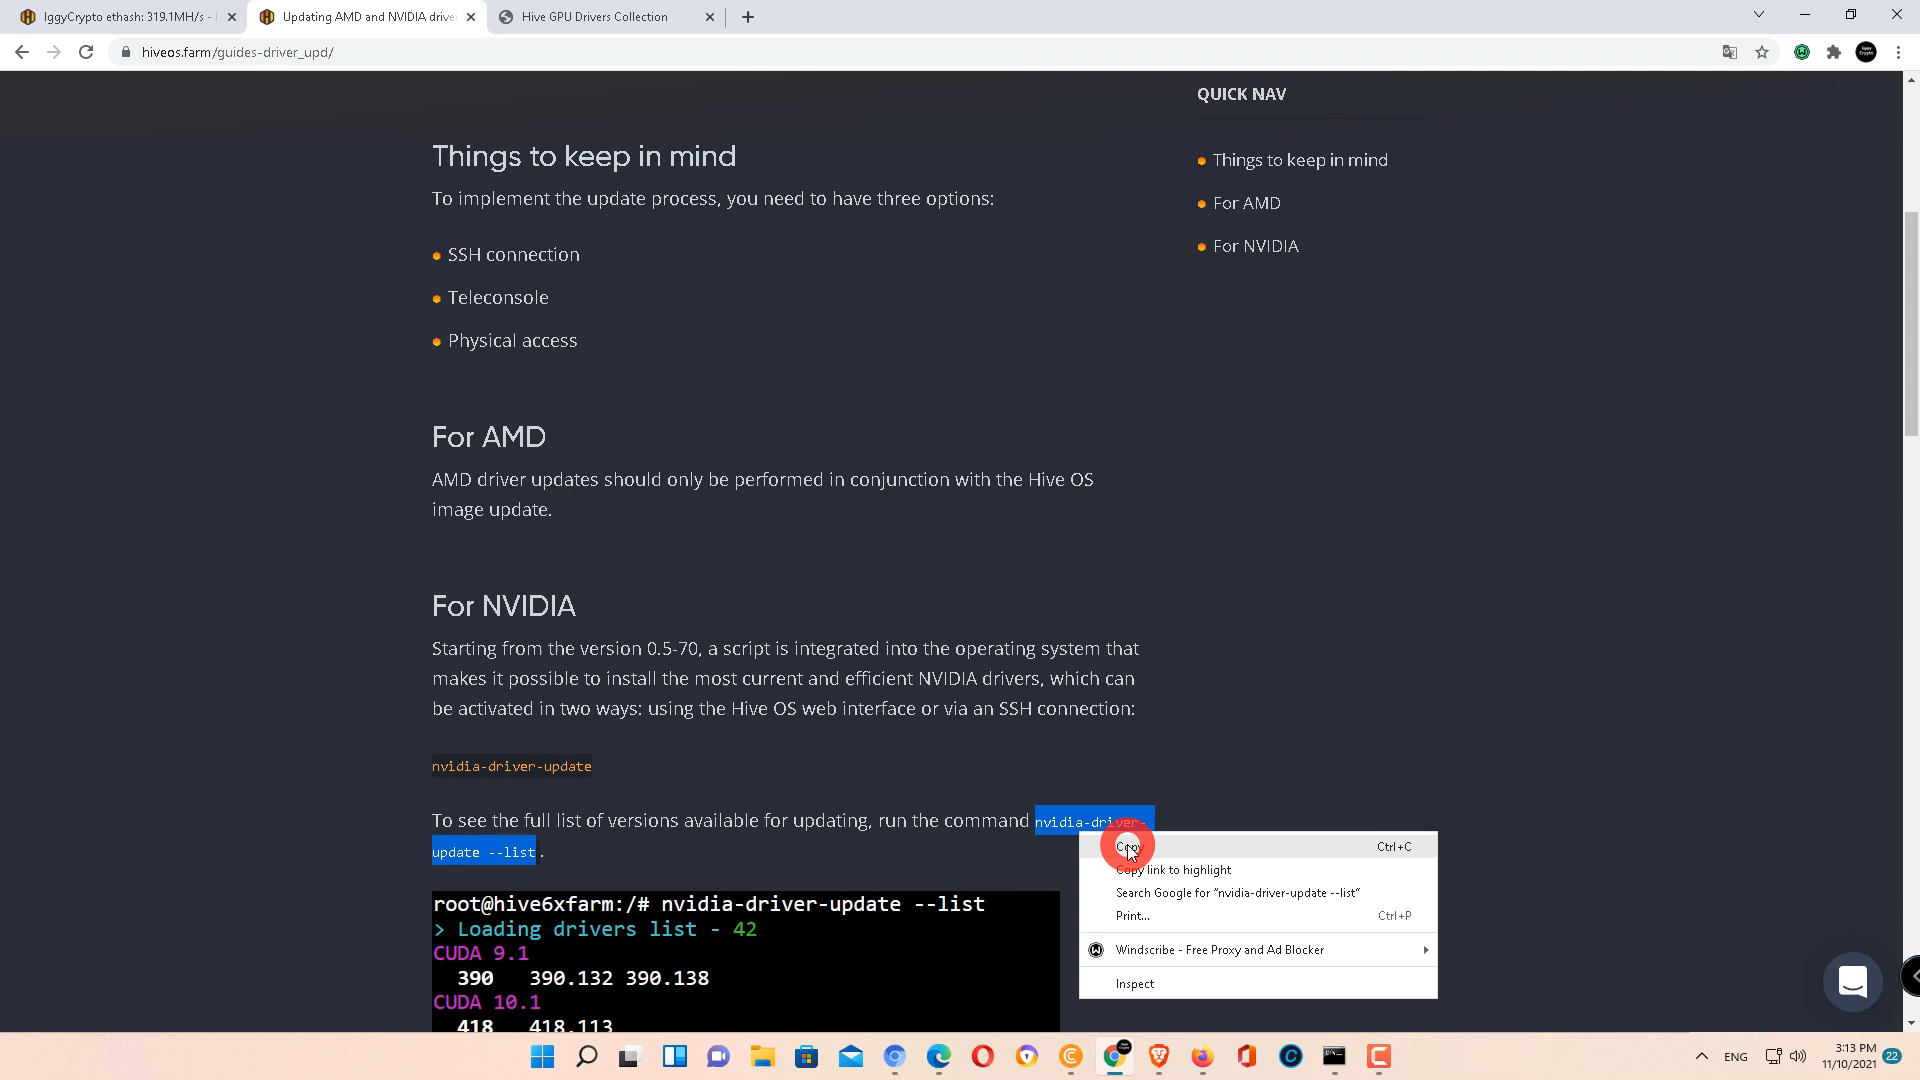 IggyCrypto ethash: 319.1MH/s -
Updating AMD and NVIDIA driver
Hive GPU Drivers Collection
hiveos.farm/guides-driver_upd/
QUICK NAV
Things to keep in mind
For AMD
For NVIDIA
Things to keep in mind
To implement the update process, you need to have three options:
SSH connection
Teleconsole
Physical access
For AMD
AMD driver updates should only be performed in conjunction with the Hive OS
image update.
For NVIDIA
Starting from the version 0.5-70, a script is integrated into the operating system that
makes it possible to install the most current and efficient NVIDIA drivers, which can
be activated in two ways: using the Hive OS web interface or via an SSH connection:
nvidia-driver-update
To see the full list of versions available for updating, run the command nvidia-driver-
update --list .
Copy Ctrl+C
Copy link to highlight
Search Google for "nvidia-driver-update --list"
Print... Ctrl+P
Windscribe - Free Proxy and Ad Blocker
Inspect
root@hive6xfarm:/# nvidia-driver-update --list
> Loading drivers list - 42
CUDA 9.1
390 390.132 390.138
CUDA 10.1
418 418.113
ENG
3:13 PM
11/10/2021
22